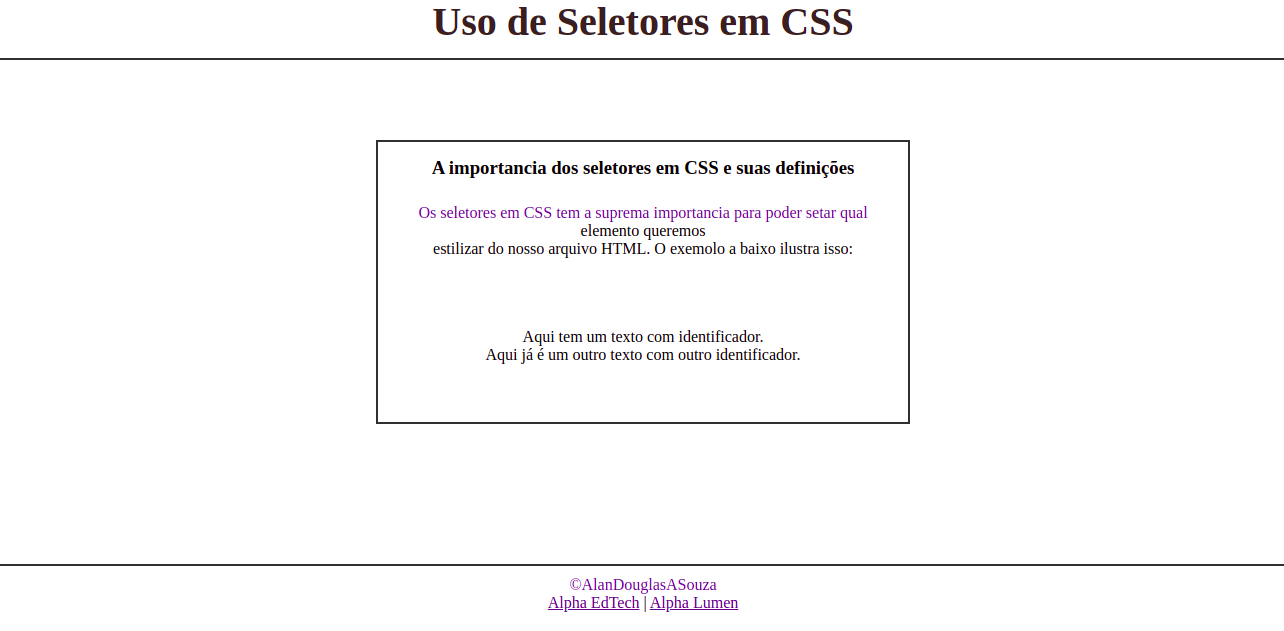 Uso de Seletores em CSS
A importancia dos seletores em CSS e suas definições
Os seletores em CSS tem a suprema importancia para poder setar qual
elemento queremos
estilizar do nosso arquivo HTML. O exemolo a baixo ilustra isso:
Aqui tem um texto com identificador.
Aqui já é um outro texto com outro identificador.
©AlanDouglasASouza
Alpha EdTech | Alpha Lumen